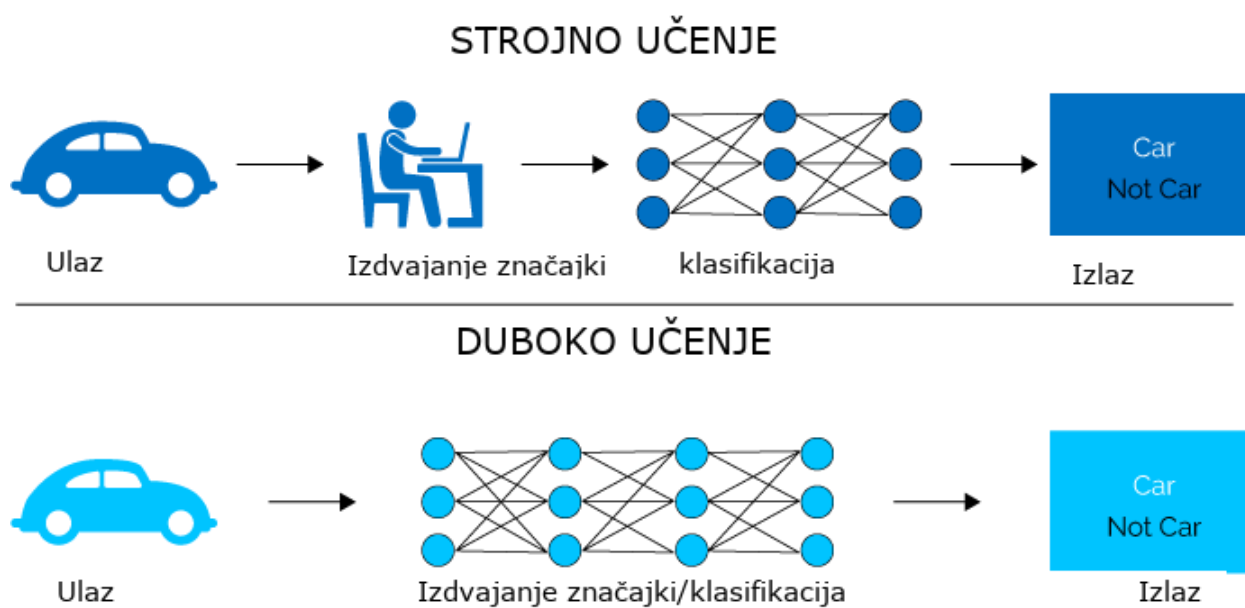 STROJNO UČENJE
Car
Not Car
Ulaz
Izdvajanje značajki
klasifikacija
Izlaz
DUBOKO UČENJE
Car
Not Car
Ulaz
Izdvajanje značajki/klasifikacija
Izlaz